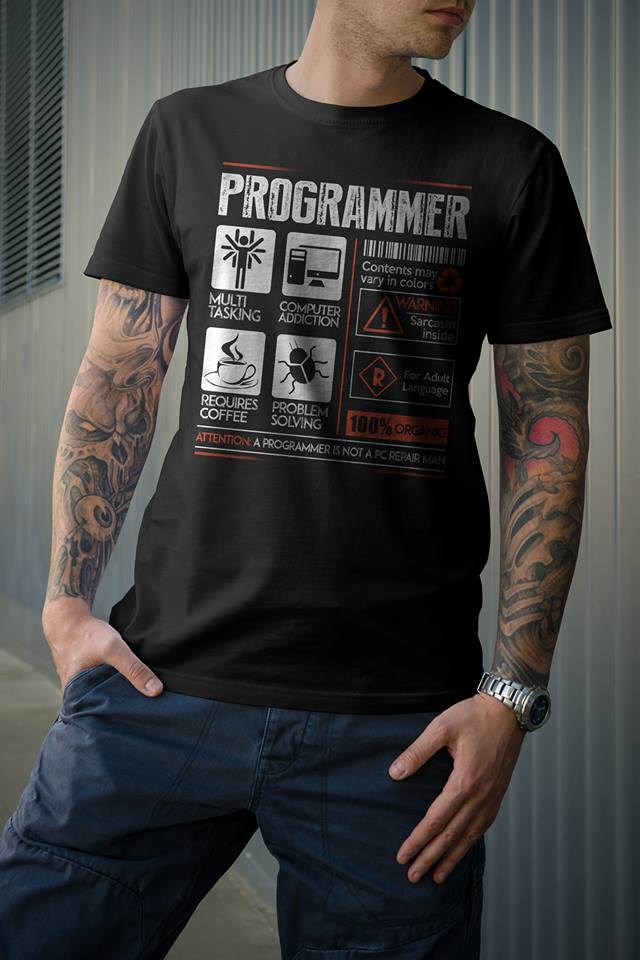 PROGRAMMER
MULTI
TASKING
COMPUTER
ADDICTION
REQUIRES
COFFEE
PROBLEM
SOLVING
Contents may
vary in colors
WARNING
!
Sarcasm
inside
R
For Adult
Language
100% ORGANIC
ATTENTION: A PROGRAMMER IS NOT A PC REPAIR MAN